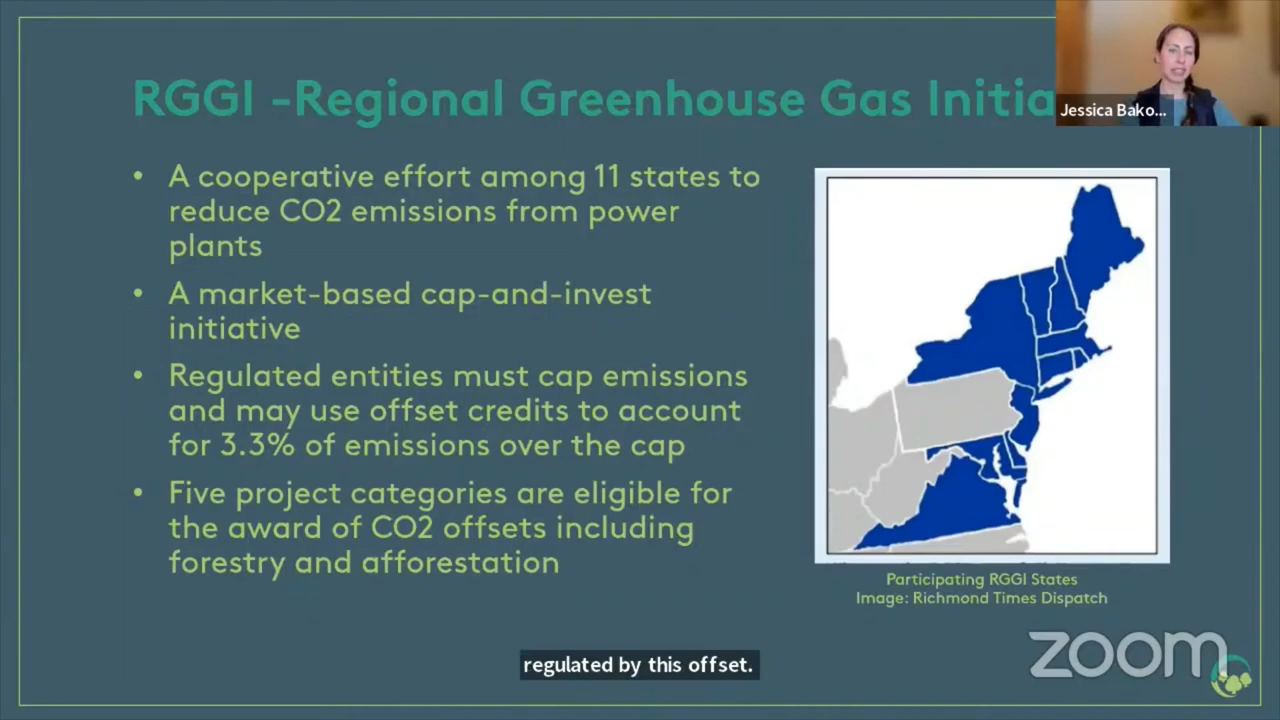 RGGI -Regional Greenhouse Gas Initia
Jessica Bako...
• A cooperative effort among 11 states to
reduce CO2 emissions from power
plants
• A market-based cap-and-invest
initiative
• Regulated entities must cap emissions
and may use offset credits to account
for 3.3% of emissions over the cap
• Five project categories are eligible for
the award of CO2 offsets including
forestry and afforestation
Participating RGGI States
Image: Richmond Times Dispatch
regulated by this offset.
zoom